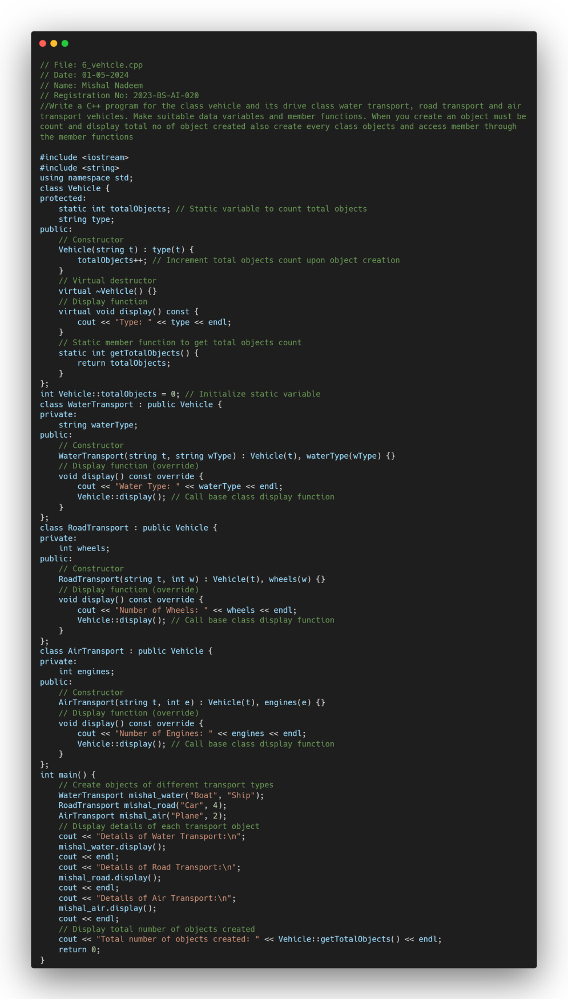 // File: 6_vehicle.cpp
// Date: 01-05-2024
// Name: Mishal Nadeem
// Registration No: 2023-BS-AI-020
//Write a C++ program for the class vehicle and its drive class water transport, road transport and air
transport vehicles. Make suitable data variables and member functions. When you create an object must be
count and display total no of object created also create every class objects and access member through
the member functions

#include <iostream>
#include <string>
using namespace std;
class Vehicle {
protected:
    static int totalObjects; // Static variable to count total objects
    string type;
public:
    // Constructor
    Vehicle(string t) : type(t) {
        totalObjects++; // Increment total objects count upon object creation
    }
    // Virtual destructor
    virtual ~Vehicle() {}
    // Display function
    virtual void display() const {
        cout << "Type: " << type << endl;
    }
    // Static member function to get total objects count
    static int getTotalObjects() {
        return totalObjects;
    }
};
int Vehicle::totalObjects = 0; // Initialize static variable
class WaterTransport : public Vehicle {
private:
    string waterType;
public:
    // Constructor
    WaterTransport(string t, string wType) : Vehicle(t), waterType(wType) {}
    // Display function (override)
    void display() const override {
        cout << "Water Type: " << waterType << endl;
        Vehicle::display(); // Call base class display function
    }
};
class RoadTransport : public Vehicle {
private:
    int wheels;
public:
    // Constructor
    RoadTransport(string t, int w) : Vehicle(t), wheels(w) {}
    // Display function (override)
    void display() const override {
        cout << "Number of Wheels: " << wheels << endl;
        Vehicle::display(); // Call base class display function
    }
};
class AirTransport : public Vehicle {
private:
    int engines;
public:
    // Constructor
    AirTransport(string t, int e) : Vehicle(t), engines(e) {}
    // Display function (override)
    void display() const override {
        cout << "Number of Engines: " << engines << endl;
        Vehicle::display(); // Call base class display function
    }
};
int main() {
    // Create objects of different transport types
    WaterTransport mishal_water("Boat", "Ship");
    RoadTransport mishal_road("Car", 4);
    AirTransport mishal_air("Plane", 2);
    // Display details of each transport object
    cout << "Details of Water Transport:\n";
    mishal_water.display();
    cout << endl;
    cout << "Details of Road Transport:\n";
    mishal_road.display();
    cout << endl;
    cout << "Details of Air Transport:\n";
    mishal_air.display();
    cout << endl;
    // Display total number of objects created
    cout << "Total number of objects created: " << Vehicle::getTotalObjects() << endl;
    return 0;
}